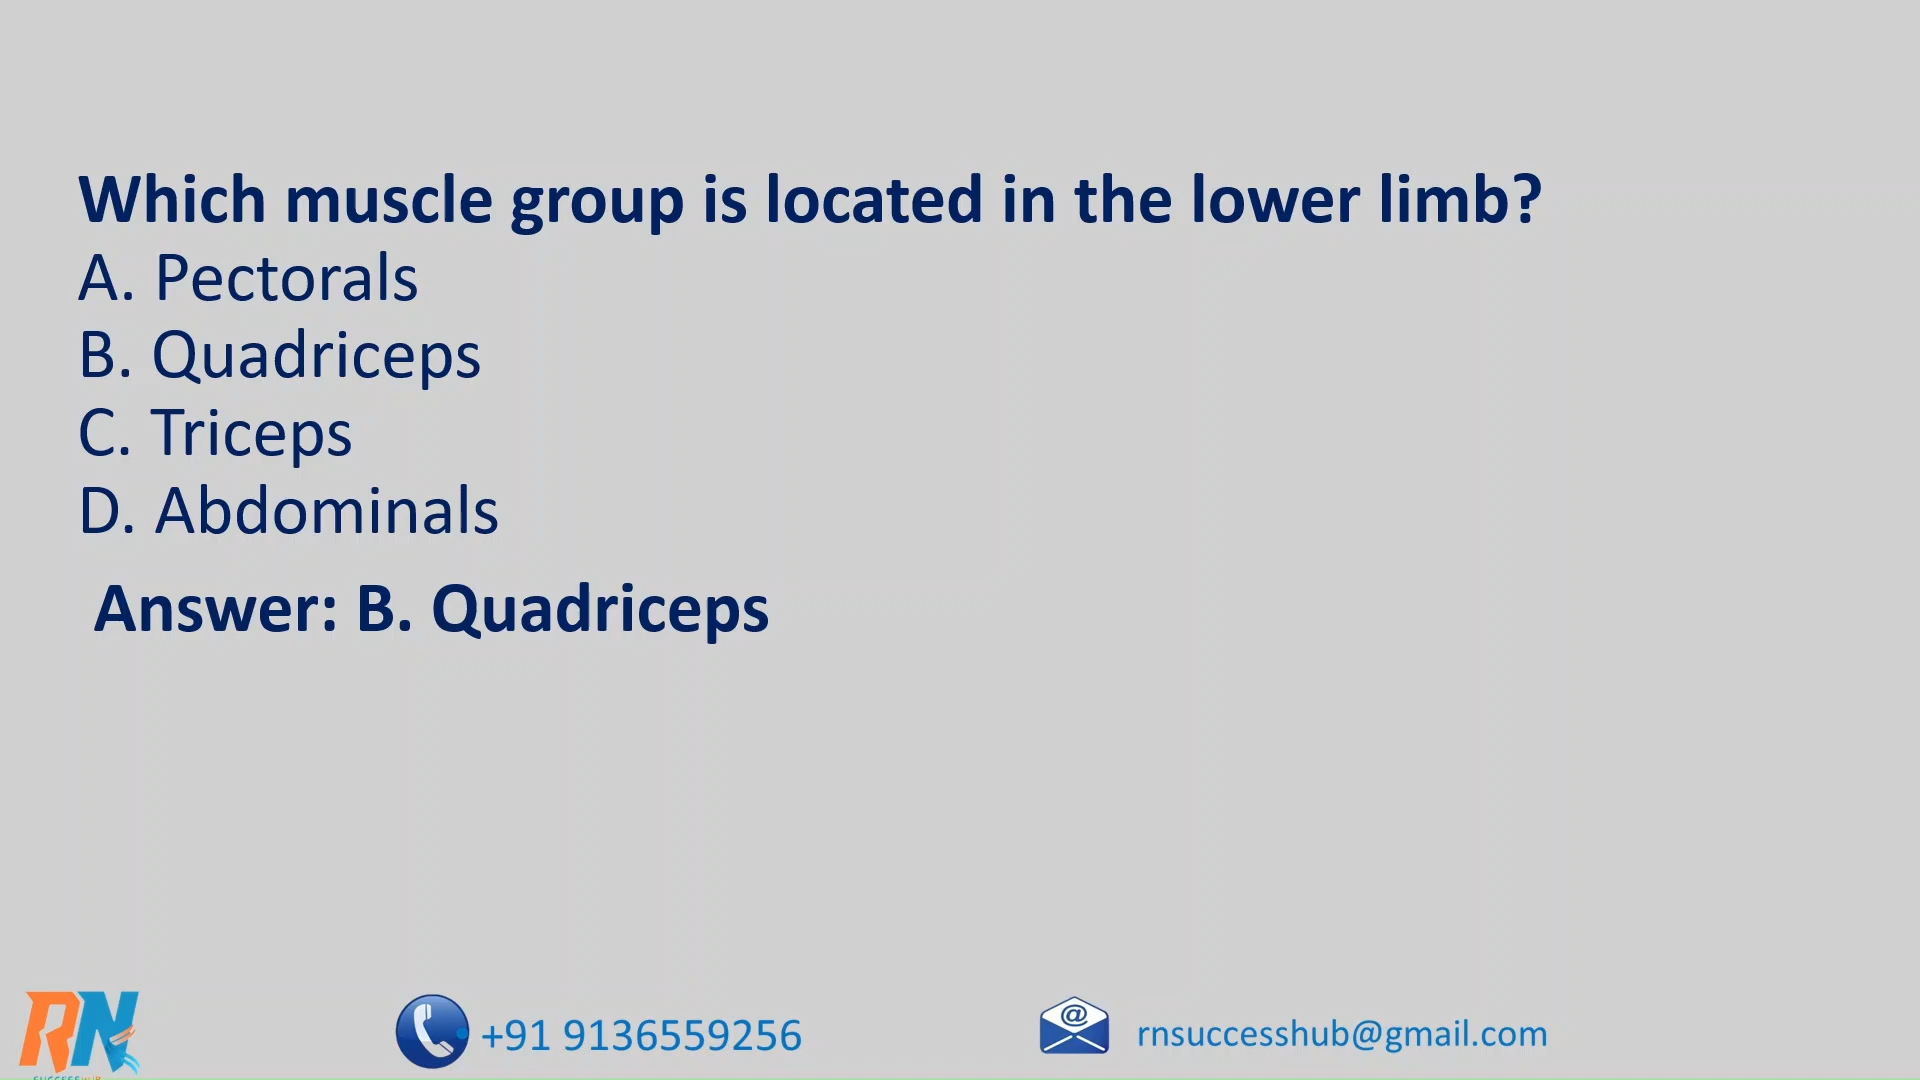 Which muscle group is located in the lower limb?
A. Pectorals
B. Quadriceps
C. Triceps
D. Abdominals
Answer: B. Quadriceps
RN
+91 9136559256
@
rnsuccesshub@gmail.com